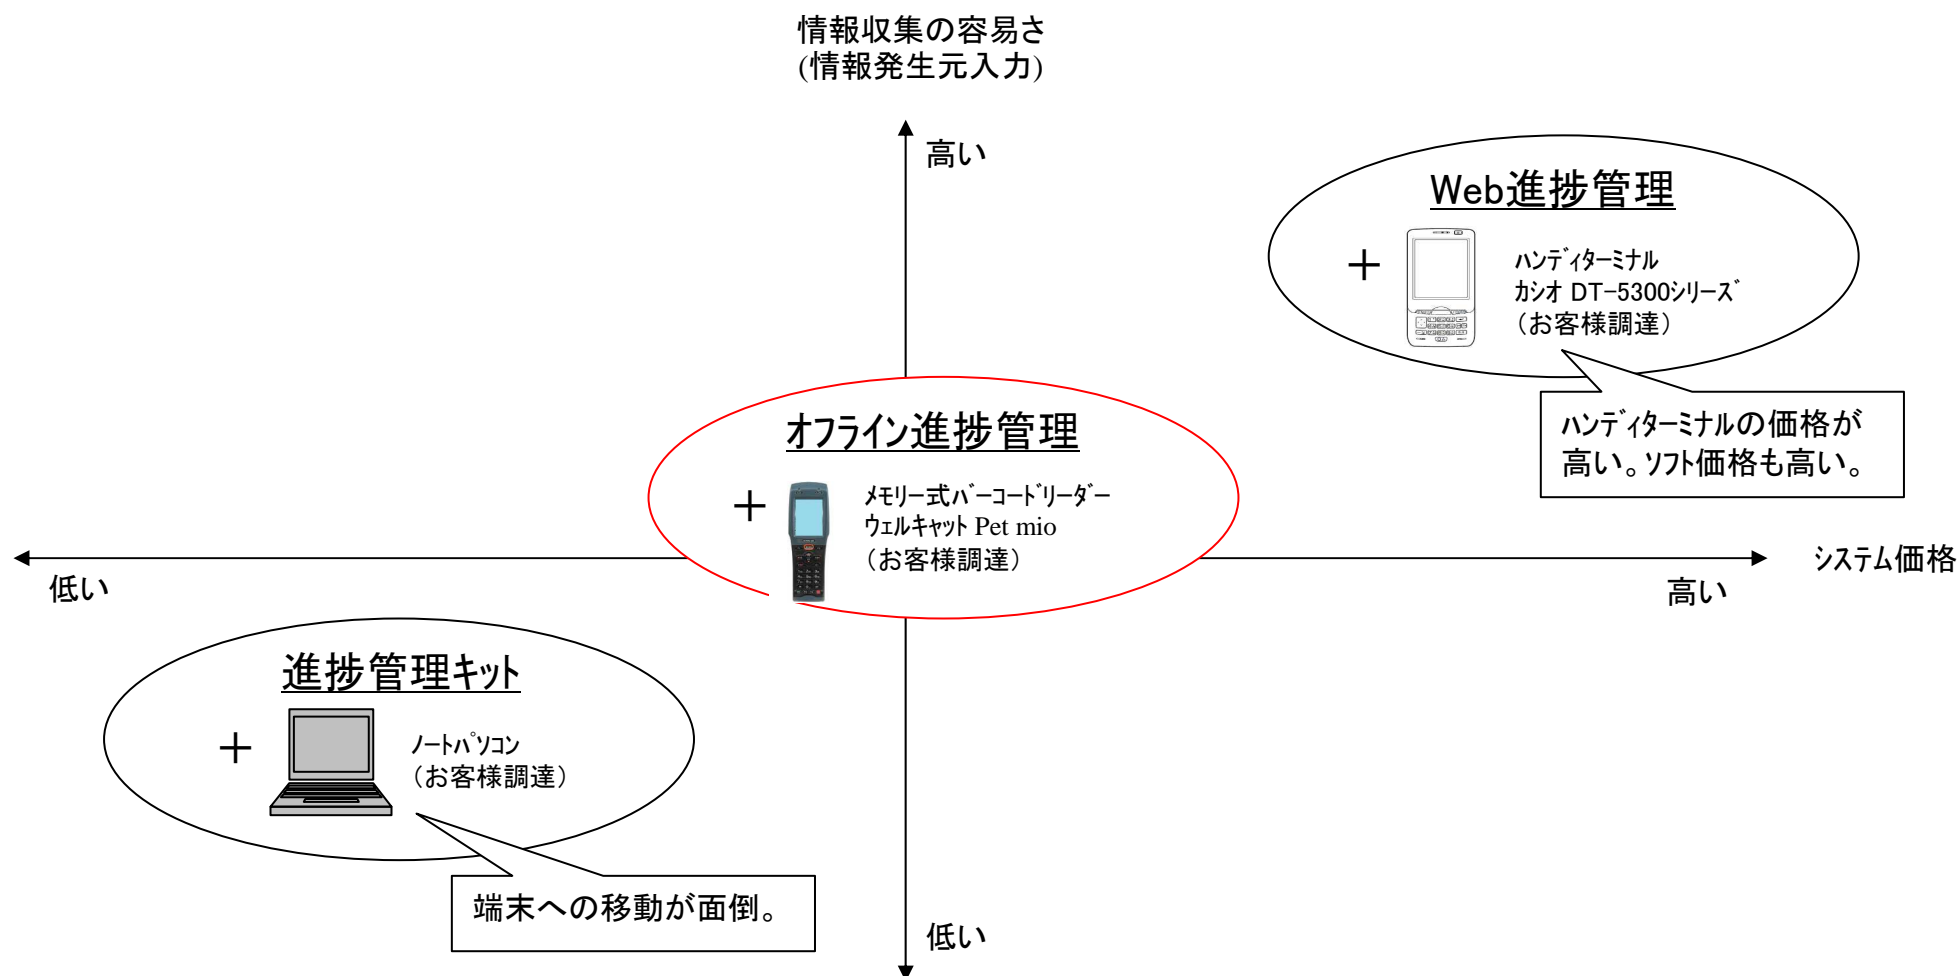 情報収集の容易さ
(情報発生元入力)
高い
Web進捗管理
＋
ﾊﾝﾃﾞｨﾀｰﾐﾅﾙ
ｶｼｵ DT-5300ｼﾘｰｽﾞ
（お客様調達）
ﾊﾝﾃﾞｨﾀｰﾐﾅﾙの価格が
高い。ｿﾌﾄ価格も高い。
ｵﾌﾗｲﾝ進捗管理
＋
ﾒﾓﾘｰ式ﾊﾞｰｺｰﾄﾞﾘｰﾀﾞｰ
ｳｪﾙｷｬｯﾄ Pet mio
（お客様調達）
低い
高い
ｼｽﾃﾑ価格
進捗管理ｷｯﾄ
＋
ﾉｰﾄﾊﾟｿｺﾝ
（お客様調達）
端末への移動が面倒。
低い